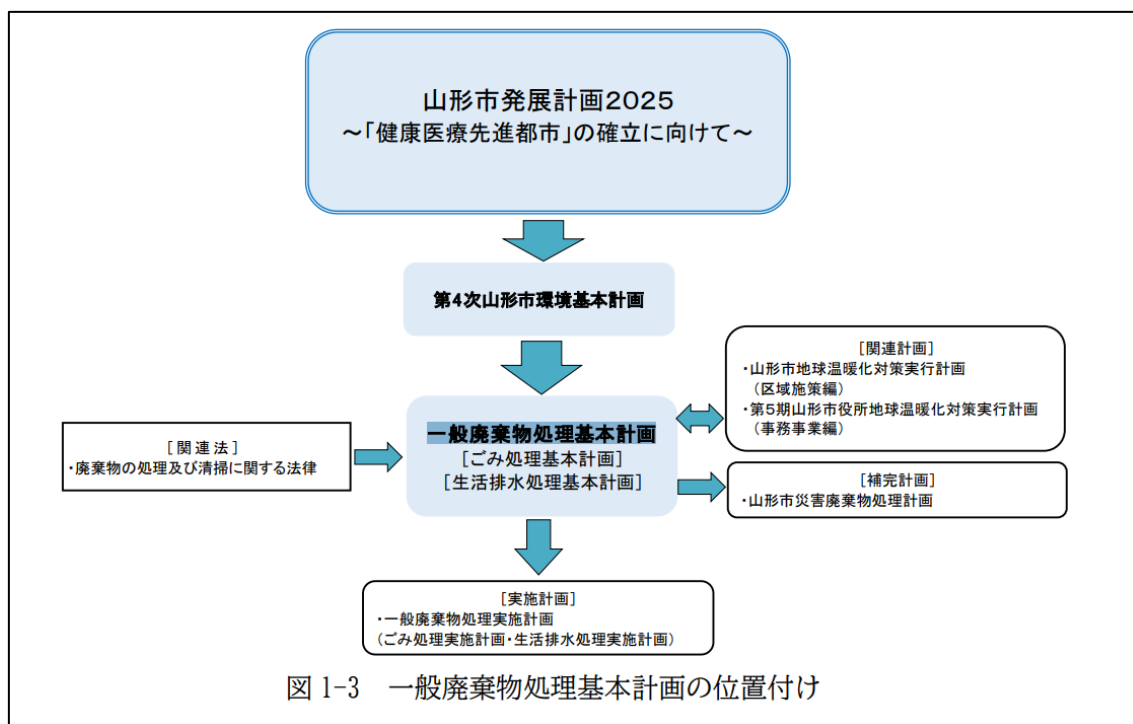 山形市発展計画2025
～「健康医療先進都市」の確立に向けて～
第4次山形市環境基本計画
[関連計画]
・山形市地球温暖化対策実行計画
（区域施策編）
・第5期山形市役所地球温暖化対策実行計画
（事務事業編）
一般廃棄物処理基本計画
[ごみ処理基本計画]
[生活排水処理基本計画]
[関連法]
・廃棄物の処理及び清掃に関する法律
[補完計画]
・山形市災害廃棄物処理計画
[実施計画]
・一般廃棄物処理実施計画
（ごみ処理実施計画・生活排水処理実施計画）
図 1-3　一般廃棄物処理基本計画の位置付け